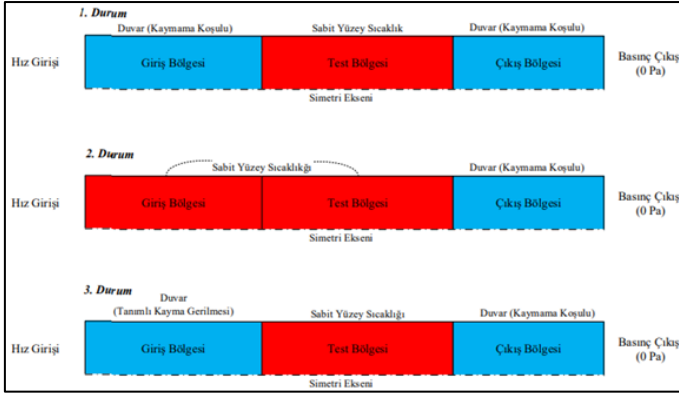 1. Durum
Duvar (Kaymama Koşulu) Sabit Yüzey Sıcaklık Duvar (Kaymama Koşulu)
Hız Girişi Giriş Bölgesi Test Bölgesi Çıkış Bölgesi Basınç Çıkış
(0 Pa)
Simetri Ekseni
2. Durum
Sabit Yüzey Sıcaklığı Duvar (Kaymama Koşulu)
Hız Girişi Giriş Bölgesi Test Bölgesi Çıkış Bölgesi Basınç Çıkış
(0 Pa)
Simetri Ekseni
3. Durum
Duvar
(Tanımlı Kayma Gerilmesi) Sabit Yüzey Sıcaklığı Duvar (Kaymama Koşulu)
Hız Girişi Giriş Bölgesi Test Bölgesi Çıkış Bölgesi Basınç Çıkış
(0 Pa)
Simetri Ekseni